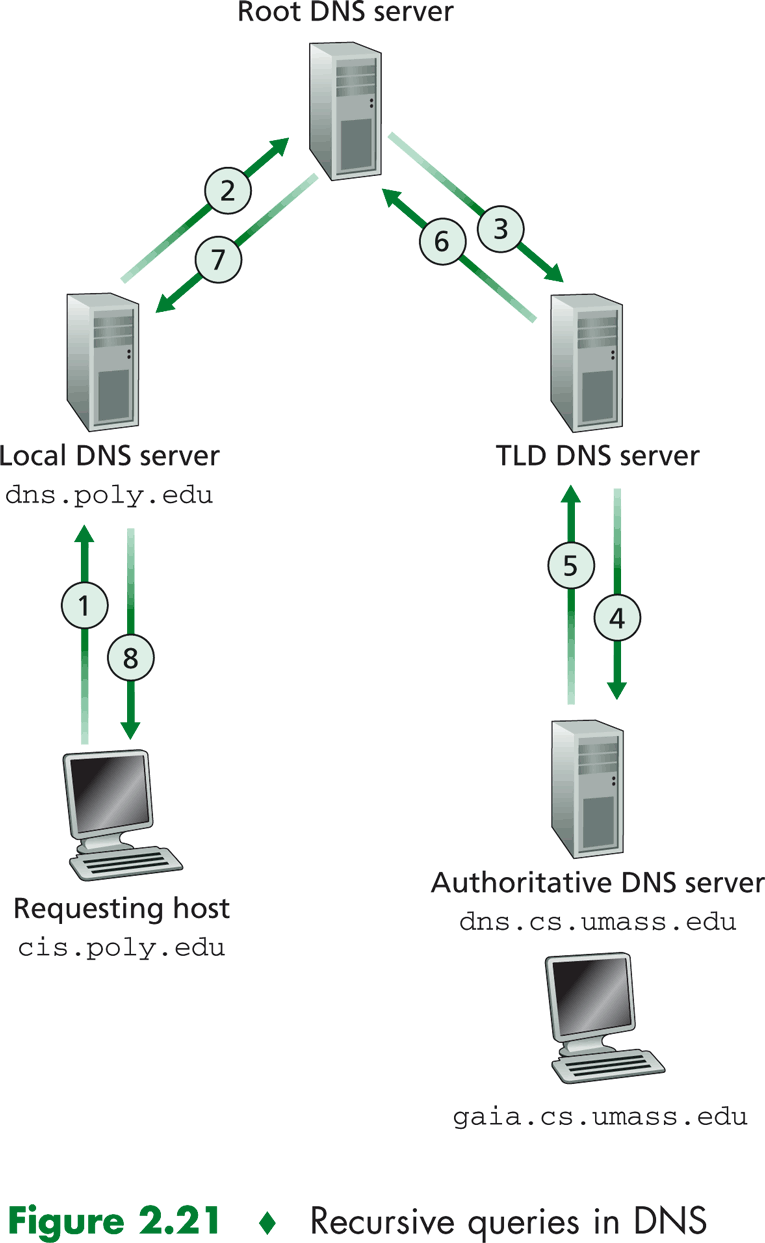 Root DNS server
2
3
7
6
Local DNS server
dns.poly.edu
TLD DNS server
1
8
5
4
Requesting host
cis.poly.edu
Authoritative DNS server
dns.cs.umass.edu
gaia.cs.umass.edu
Figure 2.21 ♦ Recursive queries in DNS